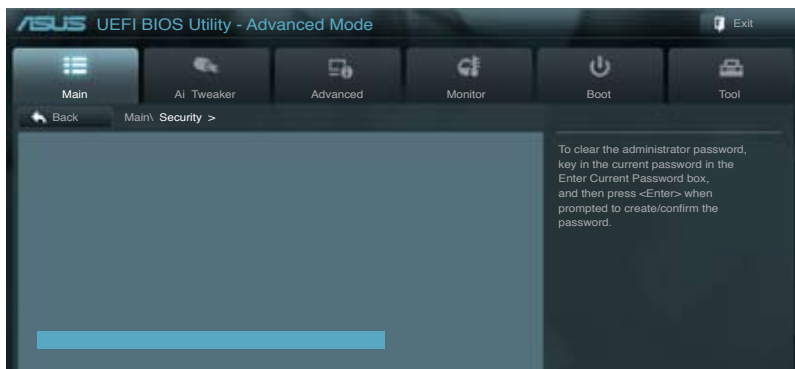 ASUS UEFI BIOS Utility - Advanced Mode
Exit
Main
Ai Tweaker
Advanced
Monitor
Boot
Tool
Back
Main\ Security >
To clear the administrator password,
key in the current password in the
Enter Current Password box,
and then press <Enter> when
prompted to create/confirm the
password.